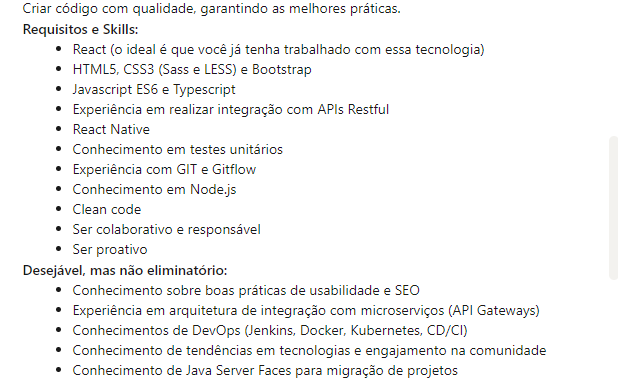 Criar código com qualidade, garantindo as melhores práticas.
Requisitos e Skills:
• React (o ideal é que você já tenha trabalhado com essa tecnologia)
• HTML5, CSS3 (Sass e LESS) e Bootstrap
• Javascript ES6 e Typescript
• Experiência em realizar integração com APIs Restful
• React Native
• Conhecimento em testes unitários
• Experiência com GIT e Gitflow
• Conhecimento em Node.js
• Clean code
• Ser colaborativo e responsável
• Ser proativo
Desejável, mas não eliminatório:
• Conhecimento sobre boas práticas de usabilidade e SEO
• Experiência em arquitetura de integração com microserviços (API Gateways)
• Conhecimentos de DevOps (Jenkins, Docker, Kubernetes, CD/CI)
• Conhecimento de tendências em tecnologias e engajamento na comunidade
• Conhecimento de Java Server Faces para migração de projetos